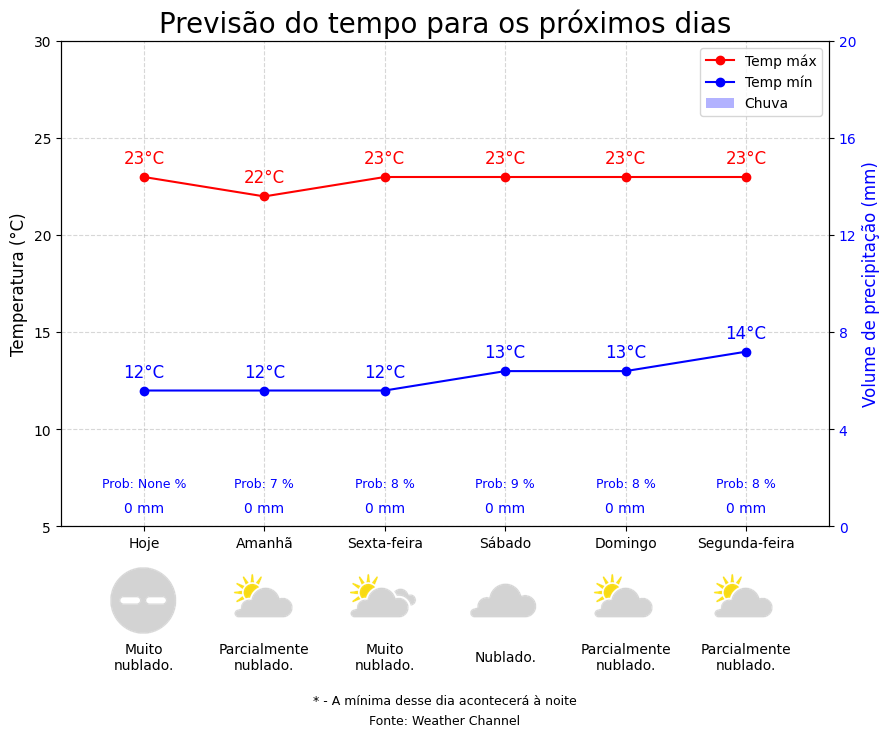 Previsão do tempo para os próximos dias
Temp máx
Temp mín
Chuva
Temperatura (°C)
Volume de precipitação (mm)
30
25
20
15
10
5
20
16
12
8
4
0
23°C 22°C 23°C 23°C 23°C 23°C
12°C 12°C 12°C 13°C 13°C 14°C
Prob: None % Prob: 7 % Prob: 8 % Prob: 9 % Prob: 8 % Prob: 8 %
0 mm 0 mm 0 mm 0 mm 0 mm 0 mm
Hoje Amanhã Sexta-feira Sábado Domingo Segunda-feira
Muito
nublado.
Parcialmente
nublado.
Muito
nublado.
Nublado.
Parcialmente
nublado.
Parcialmente
nublado.
* - A mínima desse dia acontecerá à noite
Fonte: Weather Channel